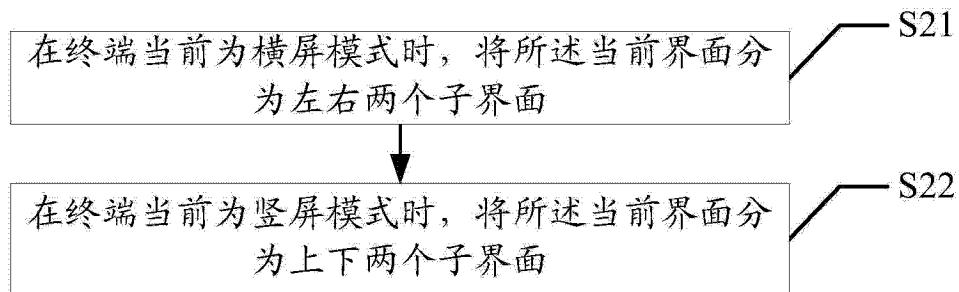 在终端当前为横屏模式时，将所述当前界面分
为左右两个子界面
S21
在终端当前为竖屏模式时，将所述当前界面分
为上下两个子界面
S22